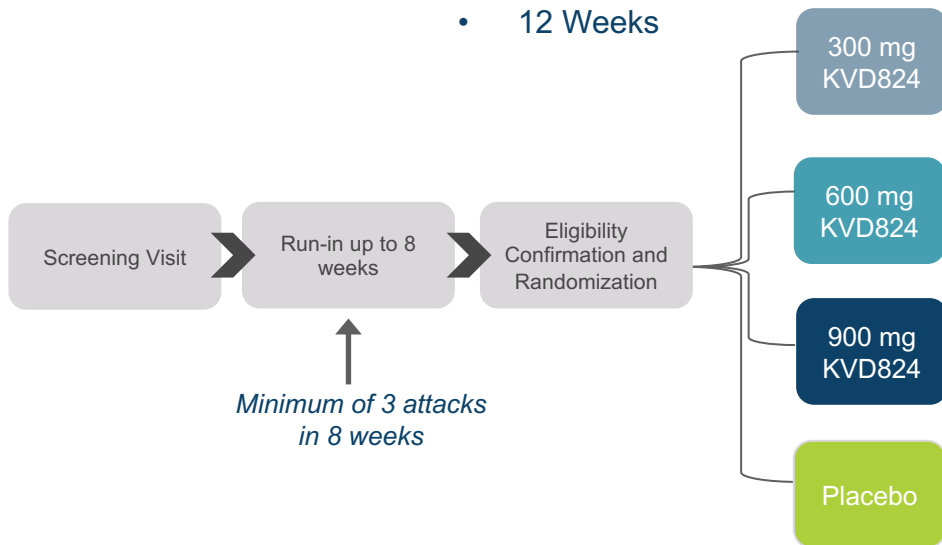 • 12 Weeks
Screening Visit
Run-in up to 8
weeks
Eligibility
Confirmation and
Randomization
Minimum of 3 attacks
in 8 weeks
300 mg
KVD824
600 mg
KVD824
900 mg
KVD824
Placebo